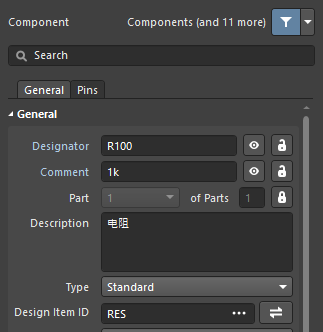 Component Components (and 11 more)
Search
General Pins
General
Designator R100
Comment 1k
Part 1 of Parts 1
Description 电阻
Type Standard
Design Item ID RES ...